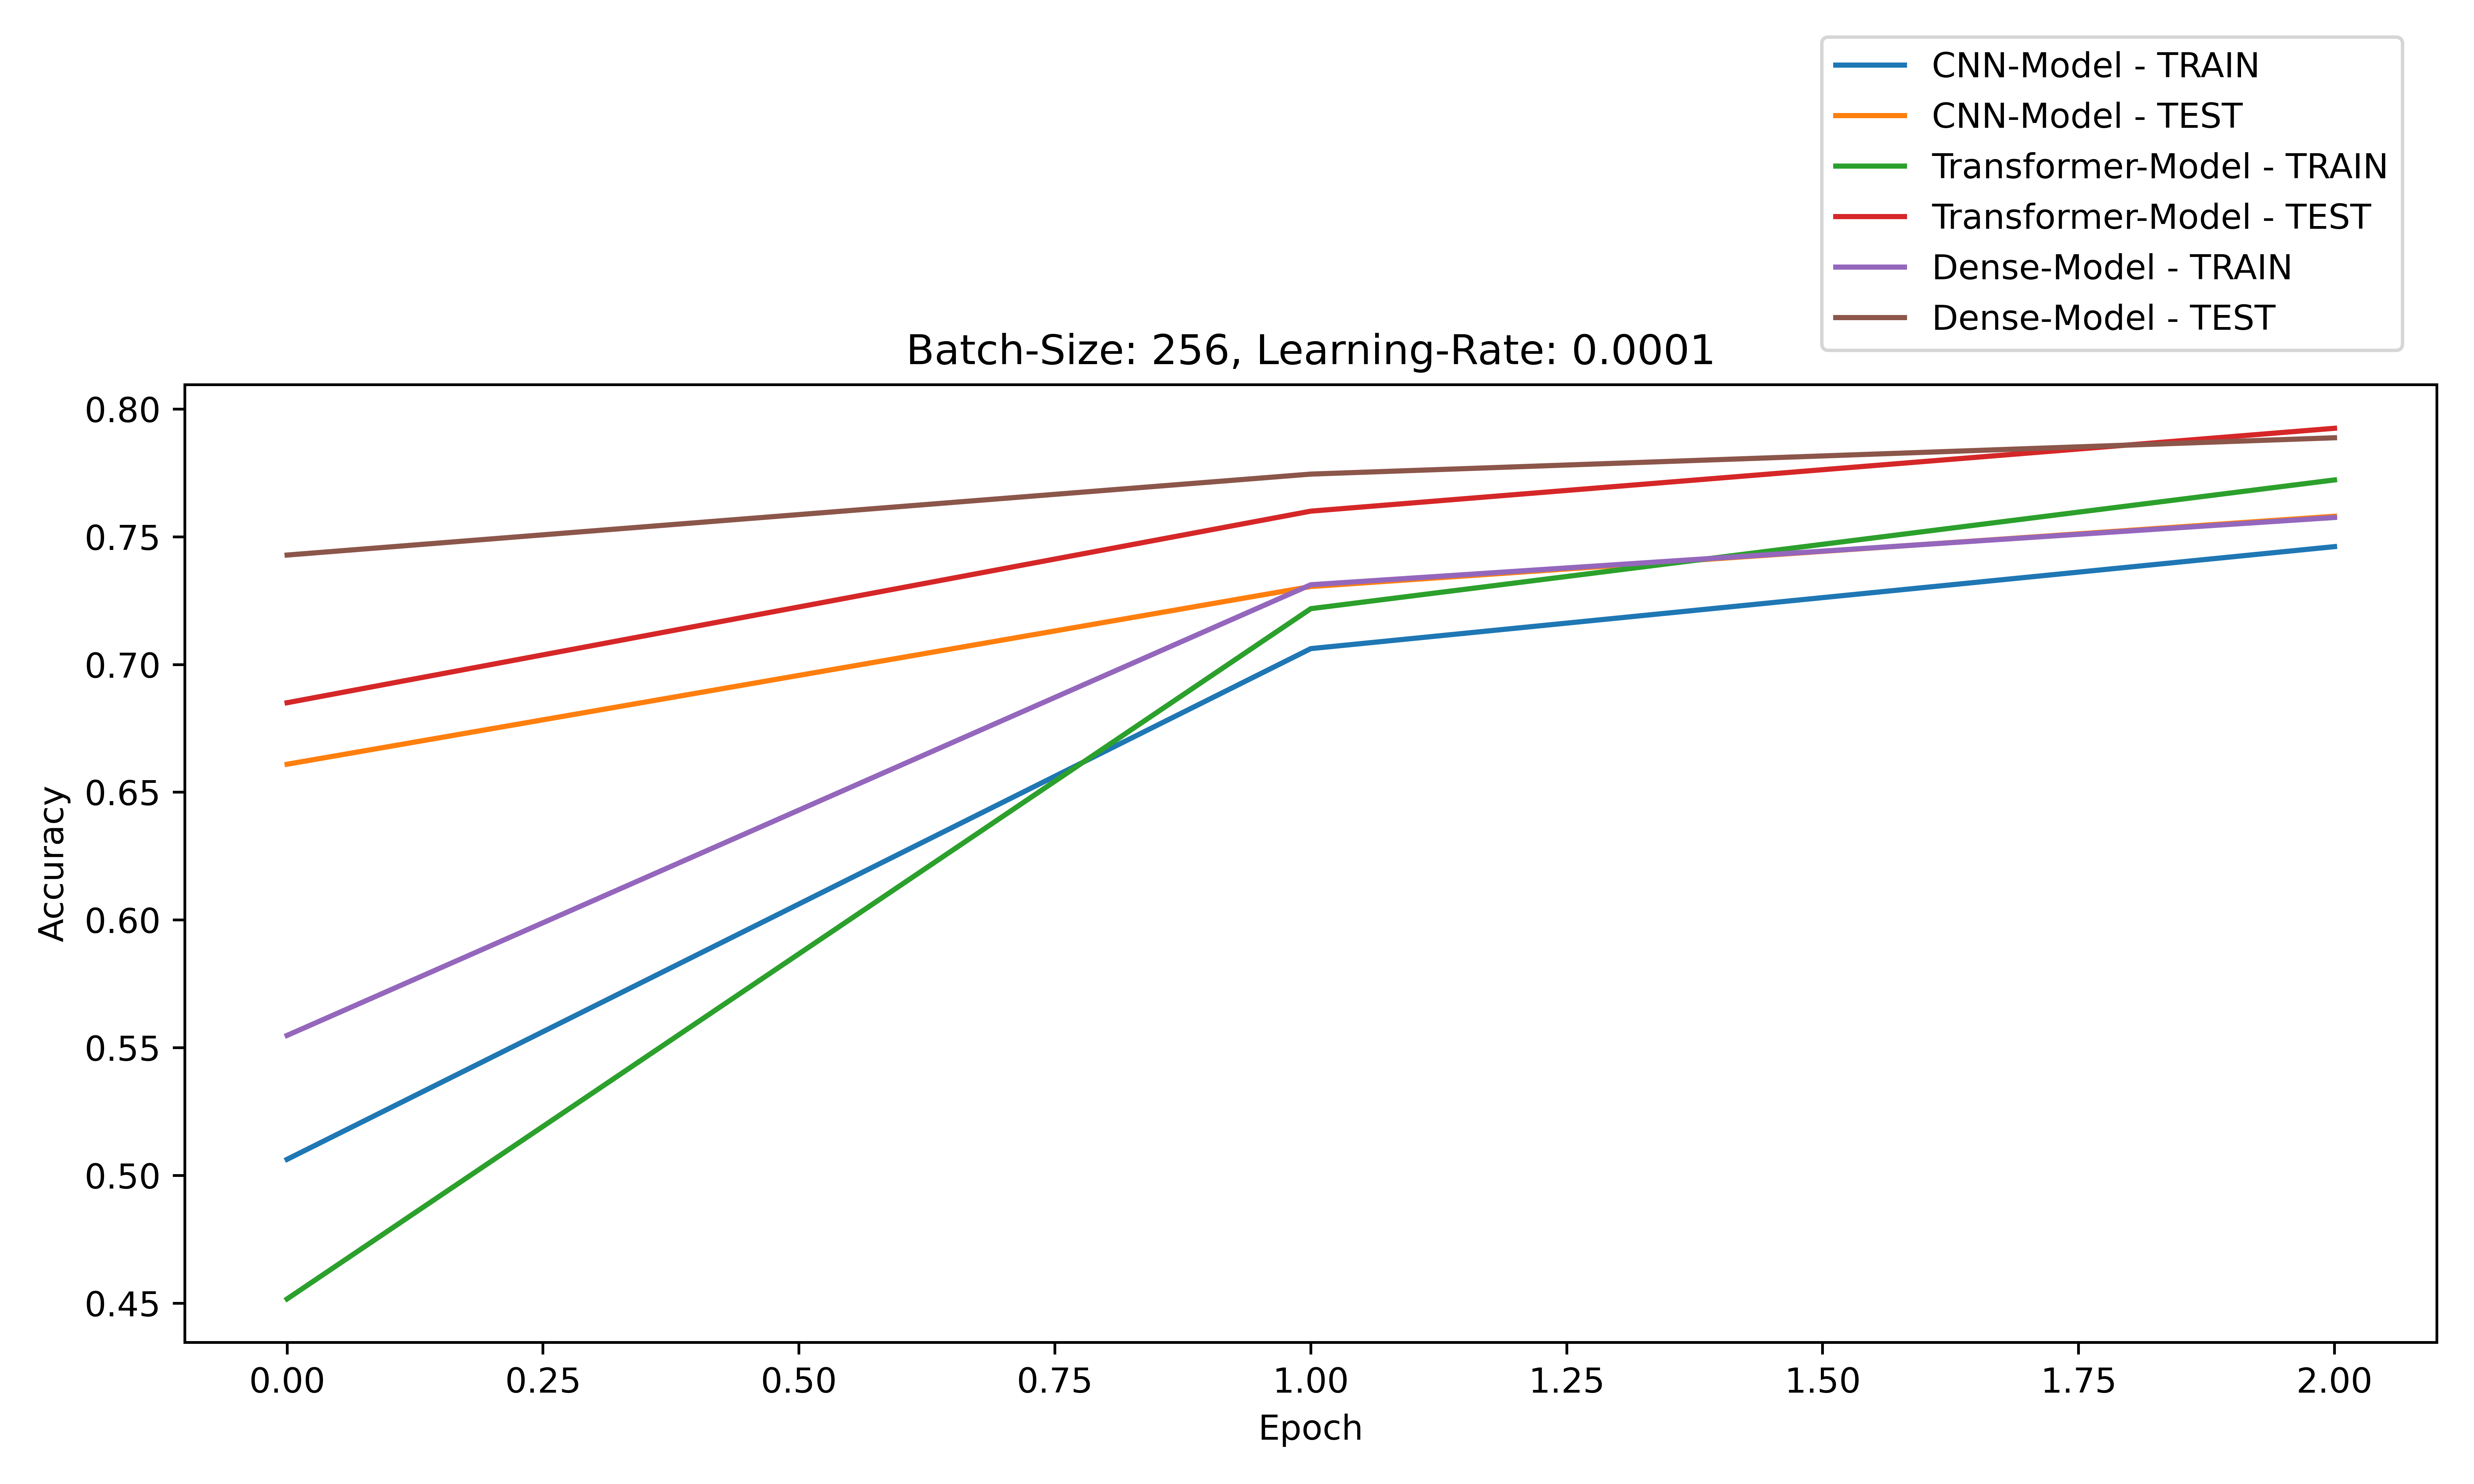 CNN-Model - TRAIN
CNN-Model - TEST
Transformer-Model - TRAIN
Transformer-Model - TEST
Dense-Model - TRAIN
Dense-Model - TEST
Batch-Size: 256, Learning-Rate: 0.0001
0.80
0.75
0.70
0.65
0.60
0.55
0.50
0.45
Accuracy
0.00 0.25 0.50 0.75 1.00 1.25 1.50 1.75 2.00
Epoch